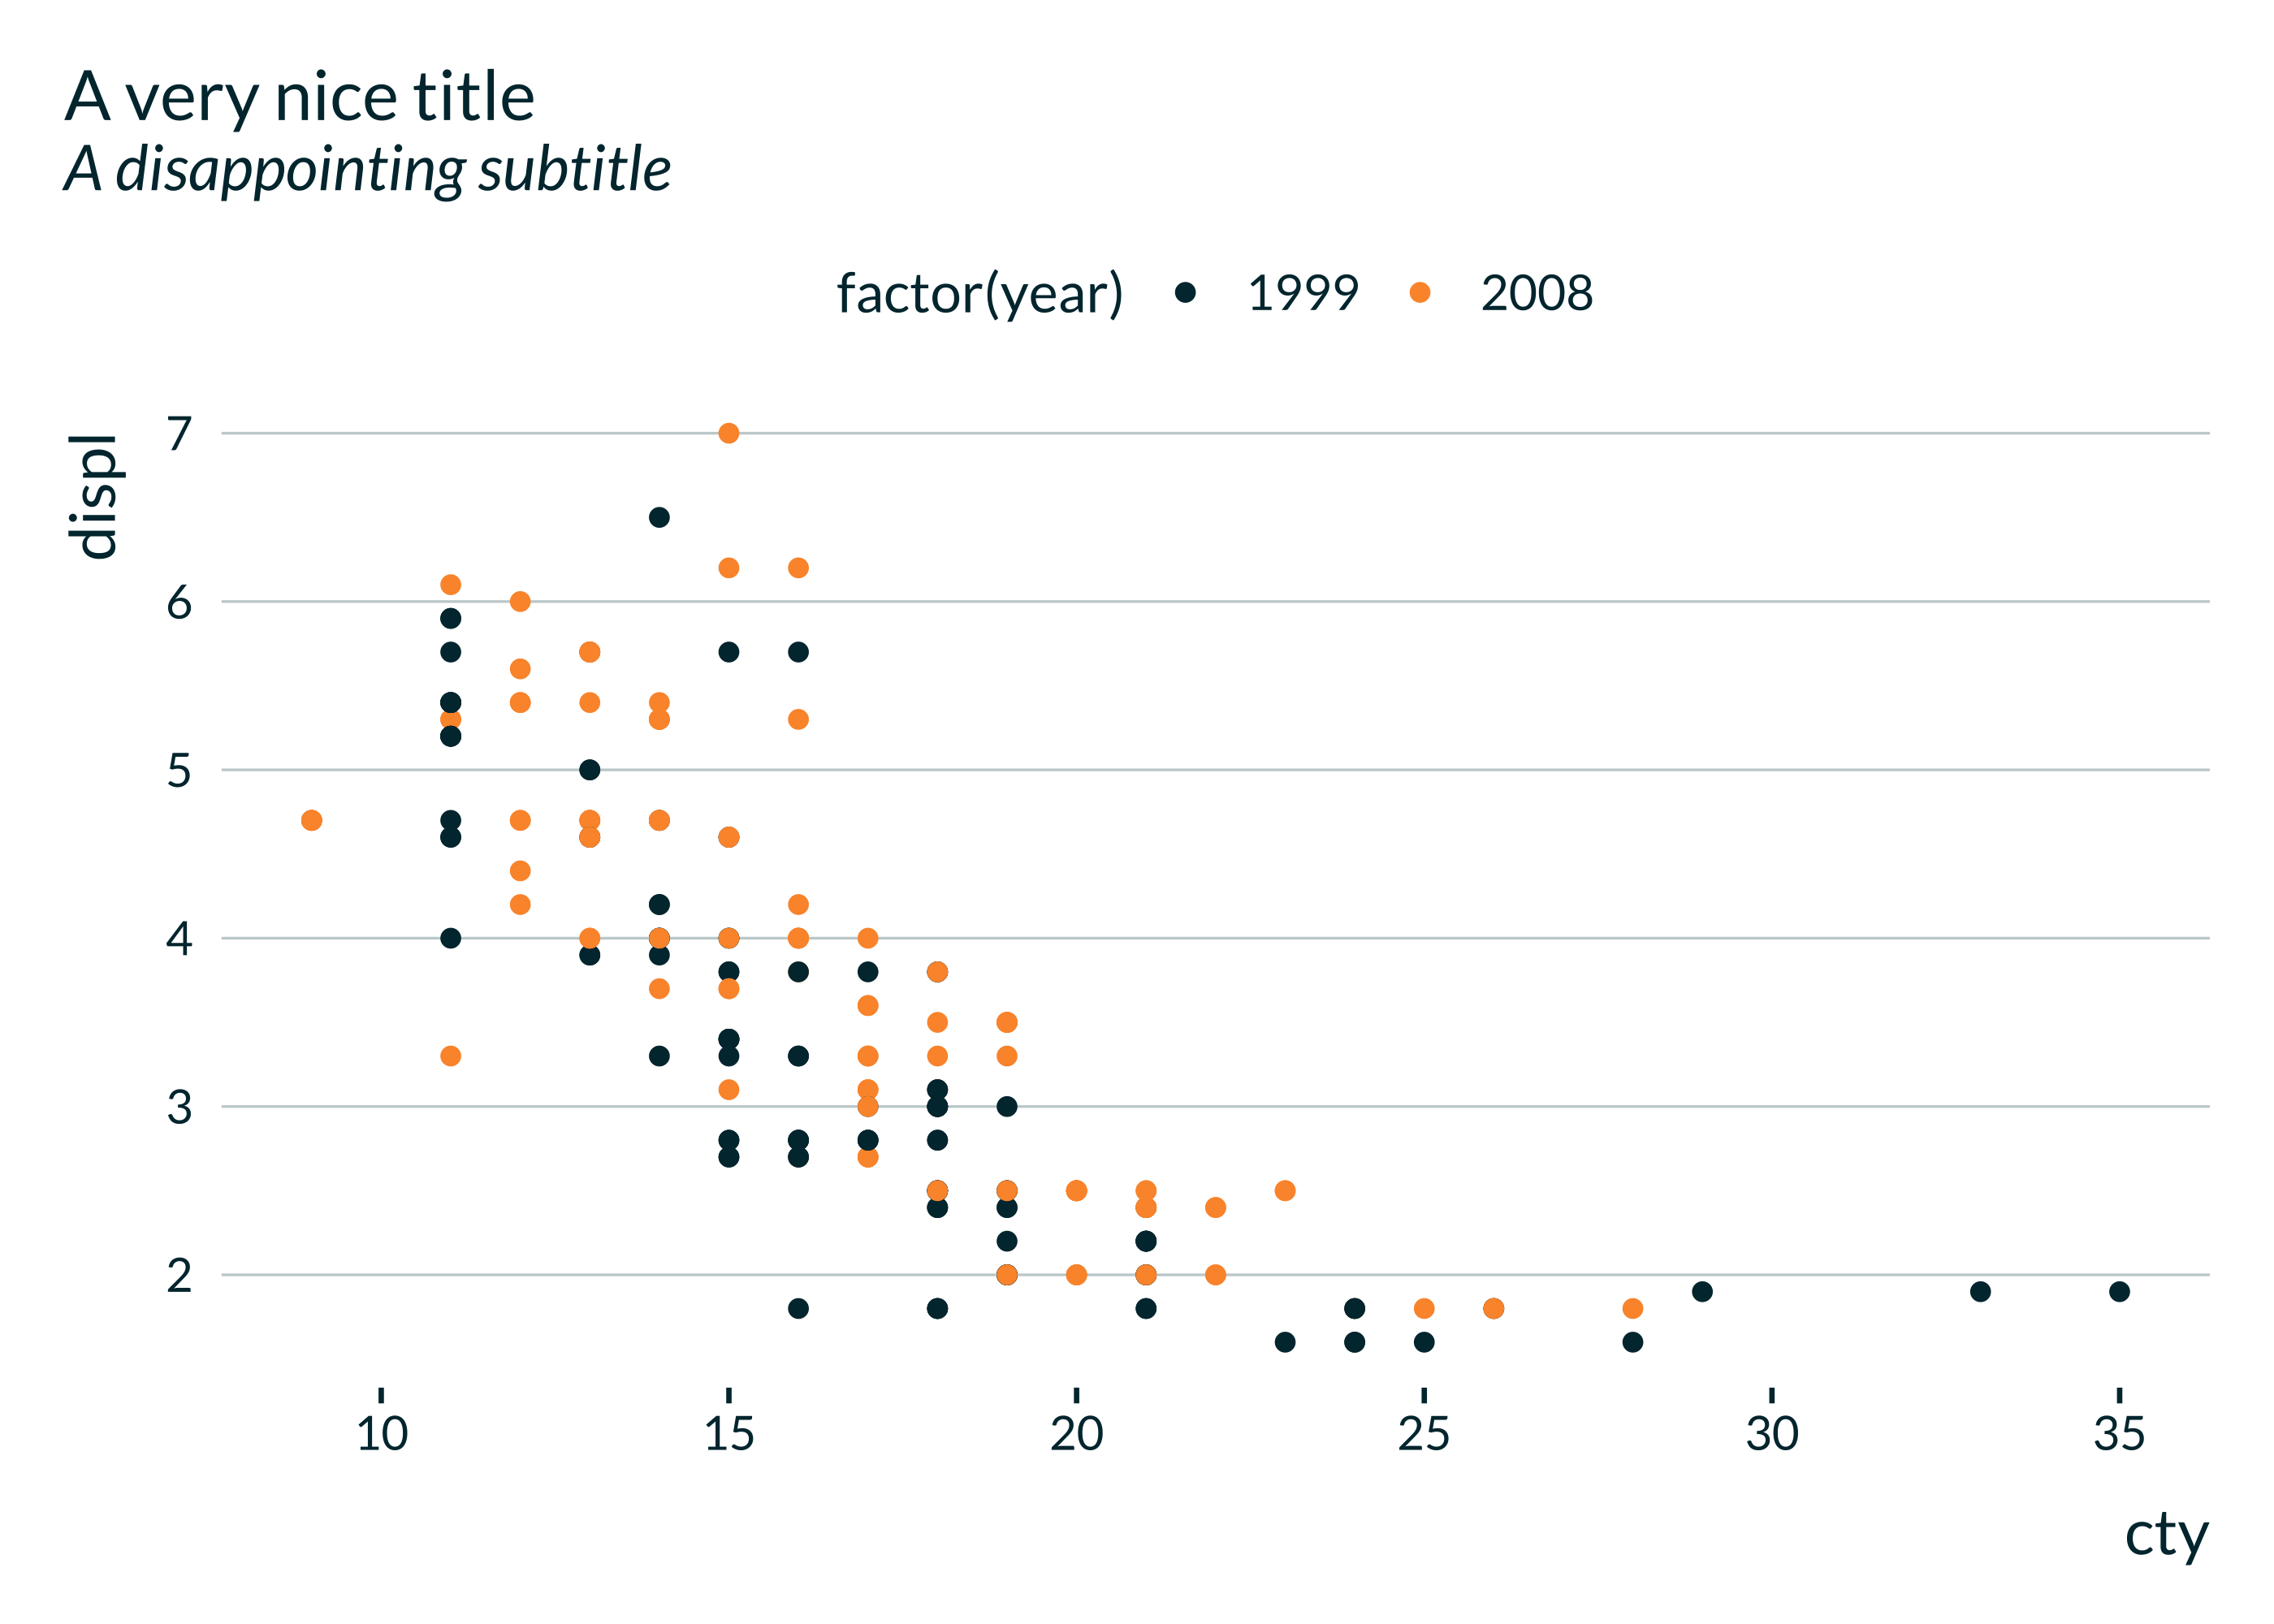 A very nice title
A disappointing subtitle
factor(year) 1999 2008
displ
7
6
5
4
3
2
10 15 20 25 30 35
cty